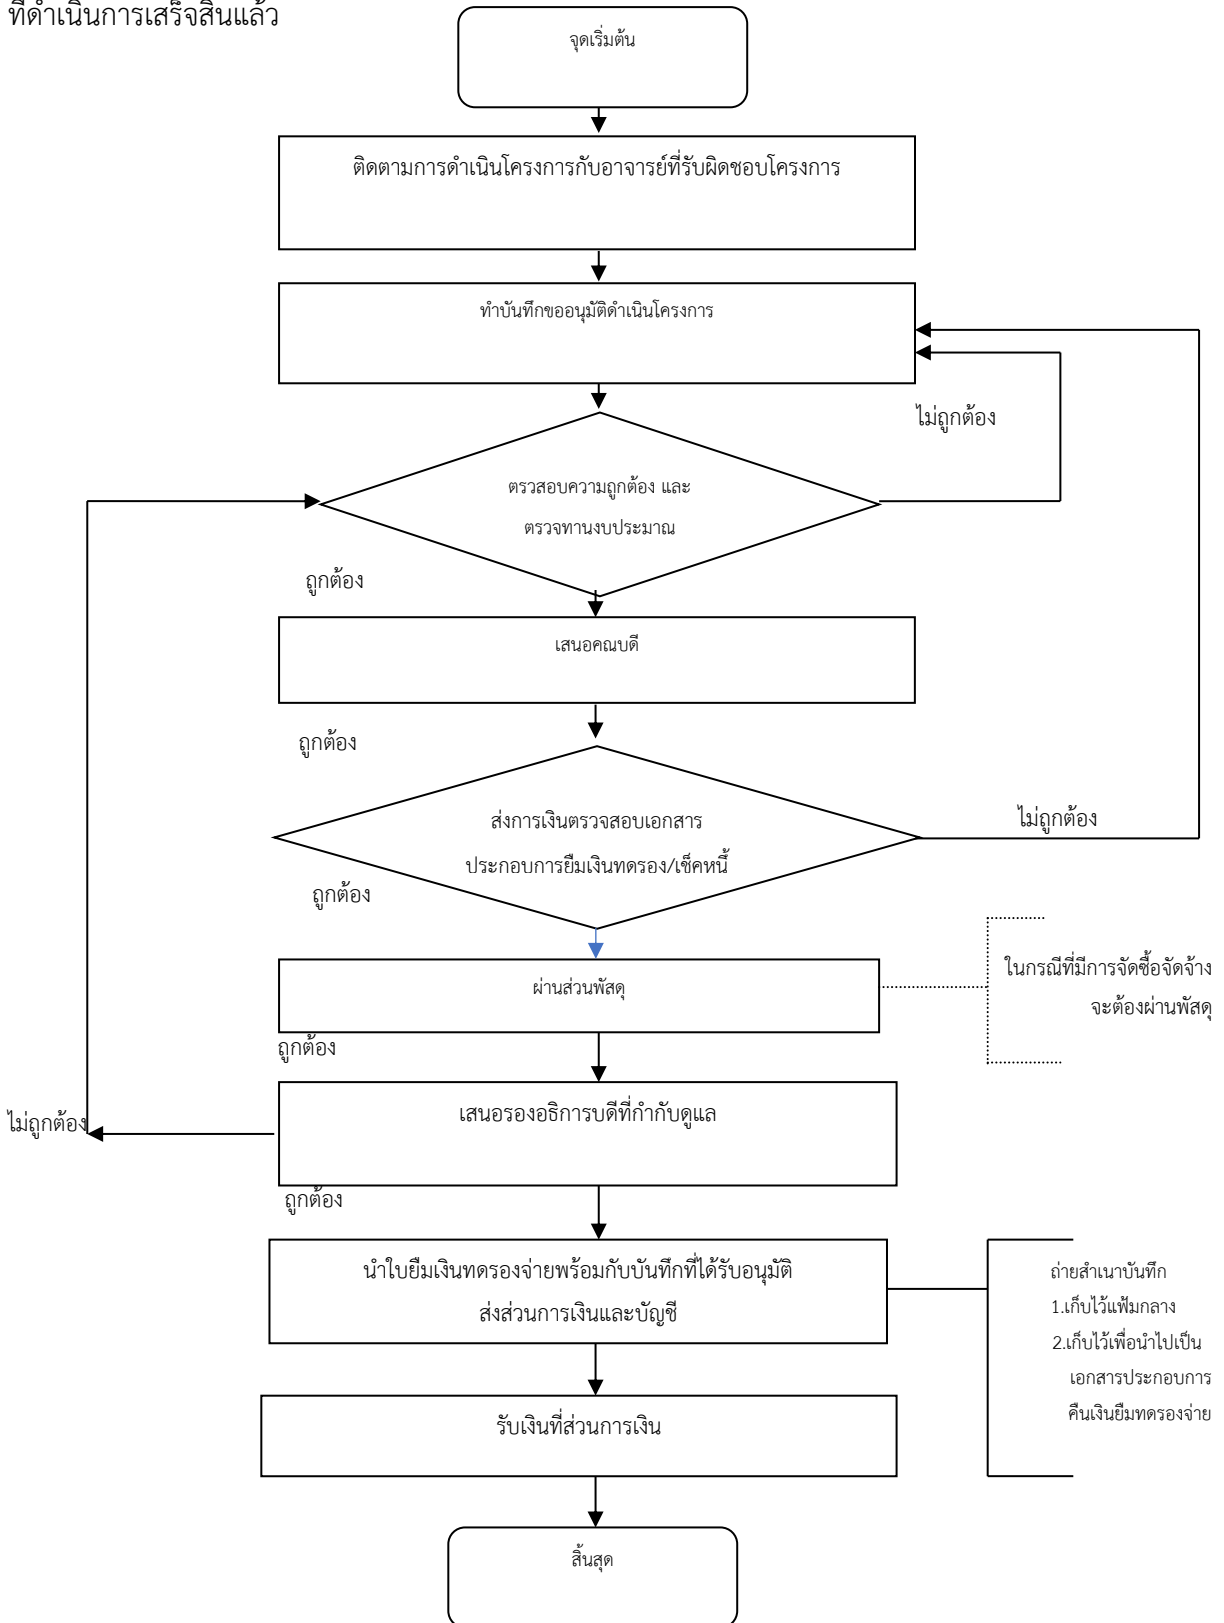 ที่ดำเนินการเสร็จสิ้นแล้ว
จุดเริ่มต้น
ติดตามการดำเนินโครงการกับอาจารย์ที่รับผิดชอบโครงการ
ทำบันทึกขออนุมัติดำเนินโครงการ
ไม่ถูกต้อง
ตรวสอบความถูกต้อง และ
ตรวจทานงบประมาณ
ถูกต้อง
เสนอคณบดี
ถูกต้อง
ส่งการเงินตรวจสอบเอกสาร
ประกอบการยืมเงินทดรอง/เช็คหนี้
ไม่ถูกต้อง
ถูกต้อง
ผ่านส่วนพัสดุ
ในกรณีที่มีการจัดซื้อจัดจ้าง
จะต้องผ่านพัสดุ
ถูกต้อง
เสนอรองอธิการบดีที่กำกับดูแล
ไม่ถูกต้อง
ถูกต้อง
นำใบยืมเงินทดรองจ่ายพร้อมกับบันทึกที่ได้รับอนุมัติ
ส่งส่วนการเงินและบัญชี
ถ่ายสำเนาบันทึก
1.เก็บไว้แฟ้มกลาง
2.เก็บไว้เพื่อนำไปเป็น
เอกสารประกอบการ
คืนเงินยืมทดรองจ่าย
รับเงินที่ส่วนการเงิน
สิ้นสุด